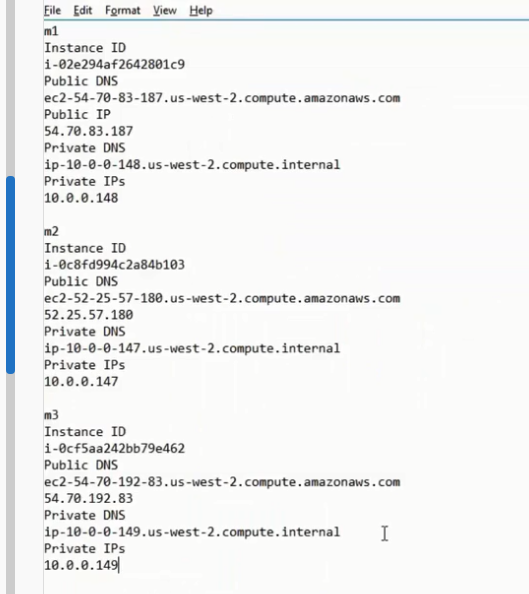 File Edit Format View Help
m1
Instance ID
i-02e294af2642801c9
Public DNS
ec2-54-70-83-187.us-west-2.compute.amazonaws.com
Public IP
54.70.83.187
Private DNS
ip-10-0-0-148.us-west-2.compute.internal
Private IPs
10.0.0.148
m2
Instance ID
i-0c8fd994c2a84b103
Public DNS
ec2-52-25-57-180.us-west-2.compute.amazonaws.com
52.25.57.180
Private DNS
ip-10-0-0-147.us-west-2.compute.internal
Private IPs
10.0.0.147
m3
Instance ID
i-0cf5aa242bb79e462
Public DNS
ec2-54-70-192-83.us-west-2.compute.amazonaws.com
54.70.192.83
Private DNS
ip-10-0-0-149.us-west-2.compute.internal
Private IPs
10.0.0.149